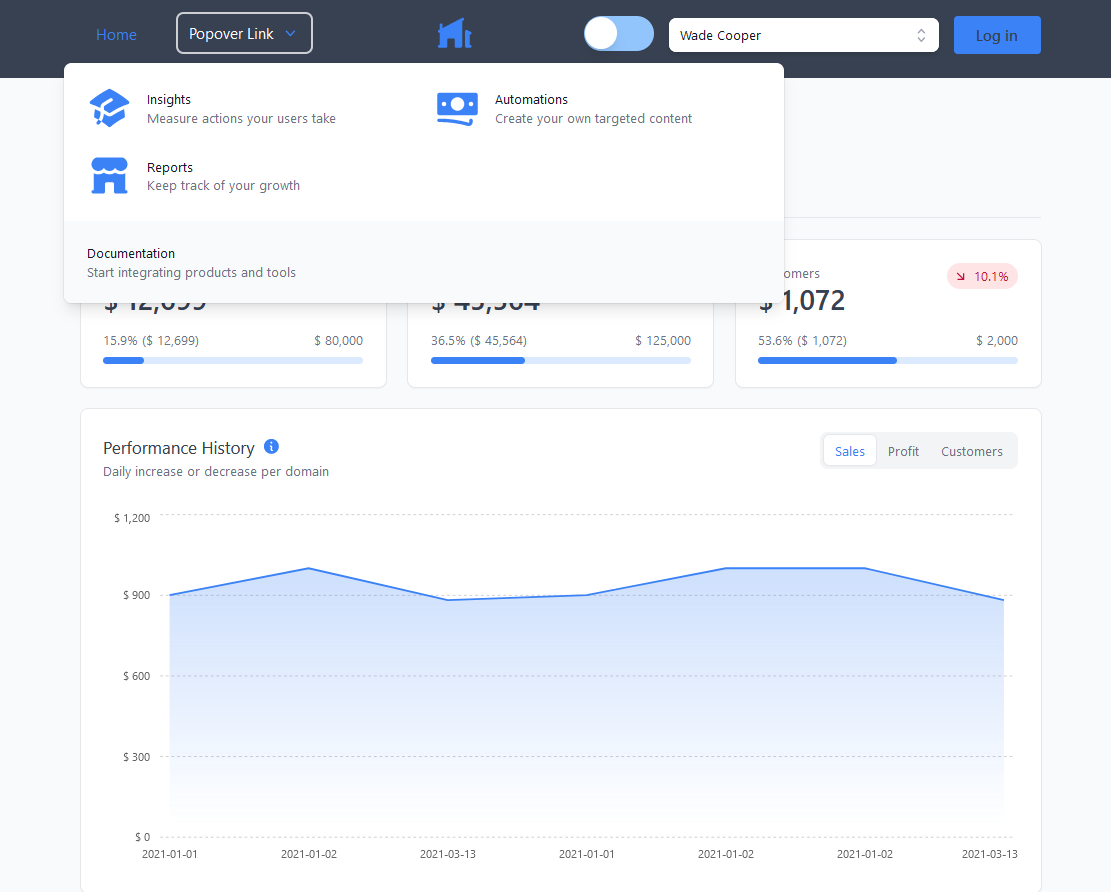 Home
Popover Link
Wade Cooper
Log in
Insights
Measure actions your users take
Automations
Create your own targeted content
Reports
Keep track of your growth
Documentation
Start integrating products and tools
omers
10.1%
$ 12,699
$ 45,564
$ 1,072
15.9% ($ 12,699)
$ 80,000
36.5% ($ 45,564)
$ 125,000
53.6% ($ 1,072)
$ 2,000
Performance History
Daily increase or decrease per domain
Sales
Profit
Customers
$ 1,200
$ 900
$ 600
$ 300
$ 0
2021-01-01
2021-01-02
2021-03-13
2021-01-01
2021-01-02
2021-01-02
2021-03-13